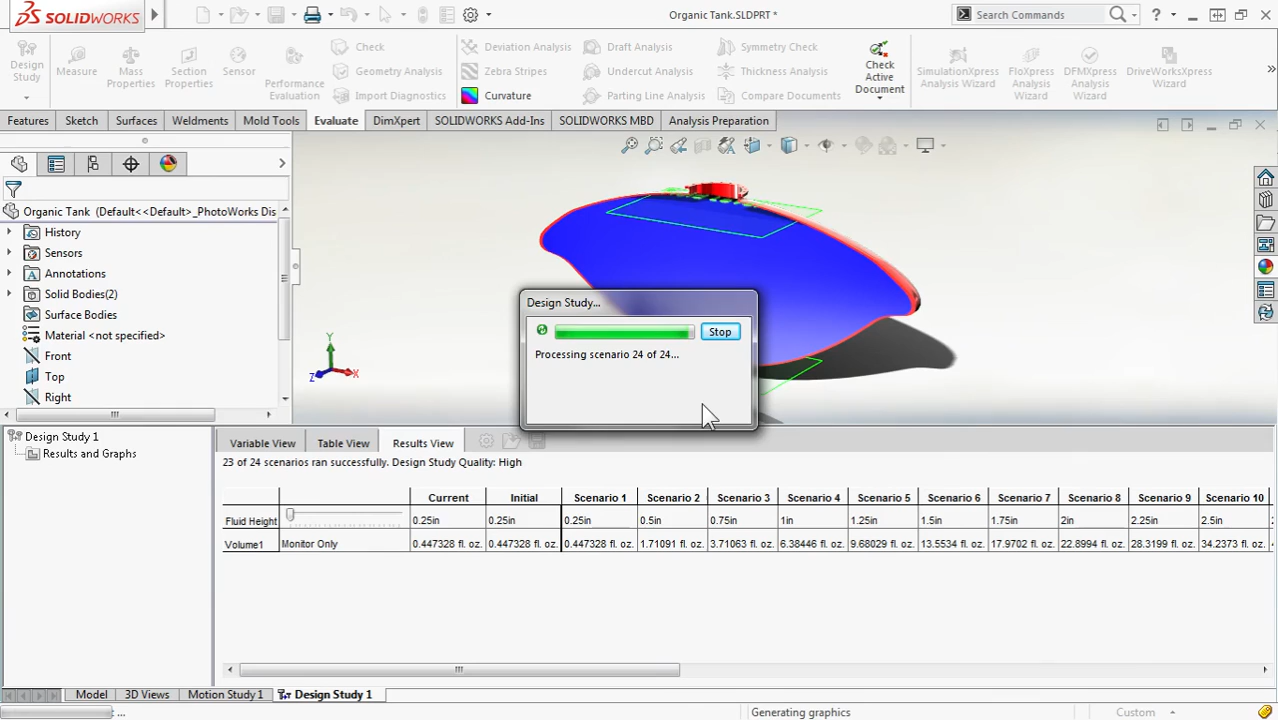 SOLIDWORKS
Organic Tank.SLDPRT *
Search Commands
Design Study
Measure
Mass Properties
Section Properties
Sensor
Performance Evaluation
Check
Geometry Analysis
Import Diagnostics
Deviation Analysis
Zebra Stripes
Curvature
Draft Analysis
Undercut Analysis
Parting Line Analysis
Symmetry Check
Thickness Analysis
Compare Documents
Check Active Document
SimulationXpress Analysis Wizard
FloXpress Analysis Wizard
DFMXpress Analysis Wizard
DriveWorksXpress Wizard
Features Sketch Surfaces Weldments Mold Tools Evaluate DimXpert SOLIDWORKS Add-Ins SOLIDWORKS MBD Analysis Preparation
Organic Tank (Default<<Default>_PhotoWorks Dis
History
Sensors
Annotations
Solid Bodies(2)
Surface Bodies
Material <not specified>
Front
Top
Right
Y
Z
X
Design Study...
Stop
Processing scenario 24 of 24...
Design Study 1
Results and Graphs
Variable View Table View Results View
23 of 24 scenarios ran successfully. Design Study Quality: High
Current Initial Scenario 1 Scenario 2 Scenario 3 Scenario 4 Scenario 5 Scenario 6 Scenario 7 Scenario 8 Scenario 9 Scenario 10
Fluid Height 0.25in 0.25in 0.25in 0.5in 0.75in 1in 1.25in 1.5in 1.75in 2in 2.25in 2.5in
Volume1 Monitor Only 0.447328 fl. oz. 0.447328 fl. oz. 0.447328 fl. oz. 1.71091 fl. oz. 3.71063 fl. oz. 6.38446 fl. oz. 9.68029 fl. oz. 13.5534 fl. oz. 17.9702 fl. oz. 22.8994 fl. oz. 28.3199 fl. oz. 34.2373 fl. oz.
Model 3D Views Motion Study 1 Design Study 1
Generating graphics
Custom